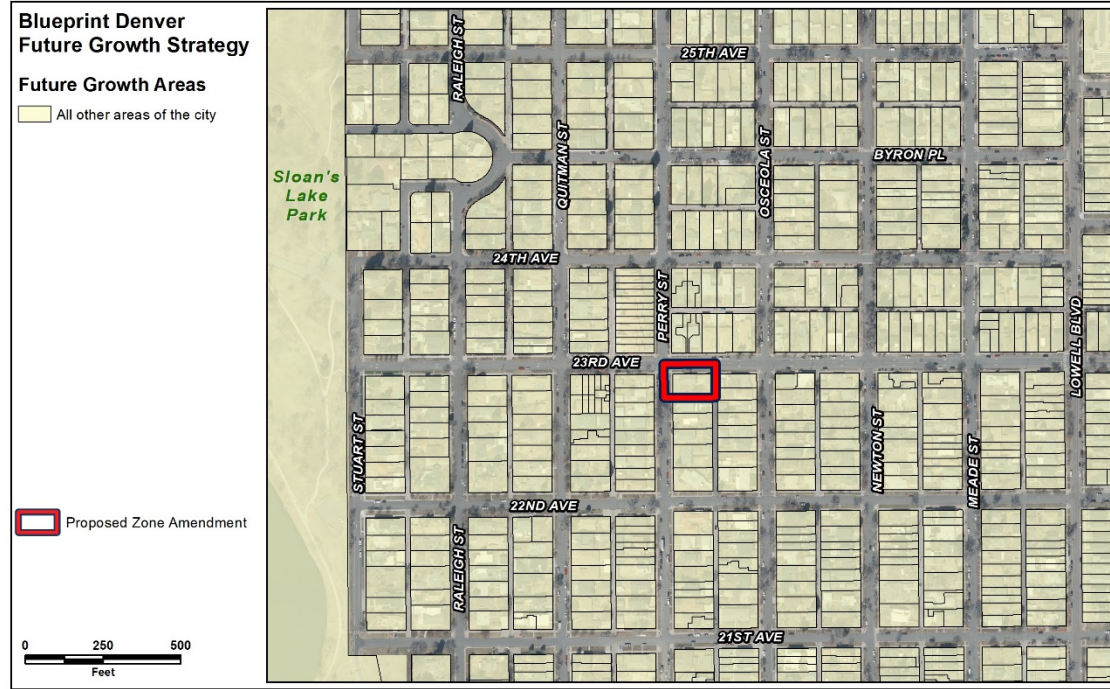 Blueprint Denver
Future Growth Strategy
Future Growth Areas
All other areas of the city
Proposed Zone Amendment
0 250 500
Feet
Sloan's
Lake
Park
RALEIGH ST
25TH AVE
QUITMAN ST
OSCEOLA ST
BYRON PL
24TH AVE
PERRY ST
23RD AVE
LOWELL BLVD
STUART ST
NEWTON ST
MEADE ST
22ND AVE
RALEIGH ST
21ST AVE